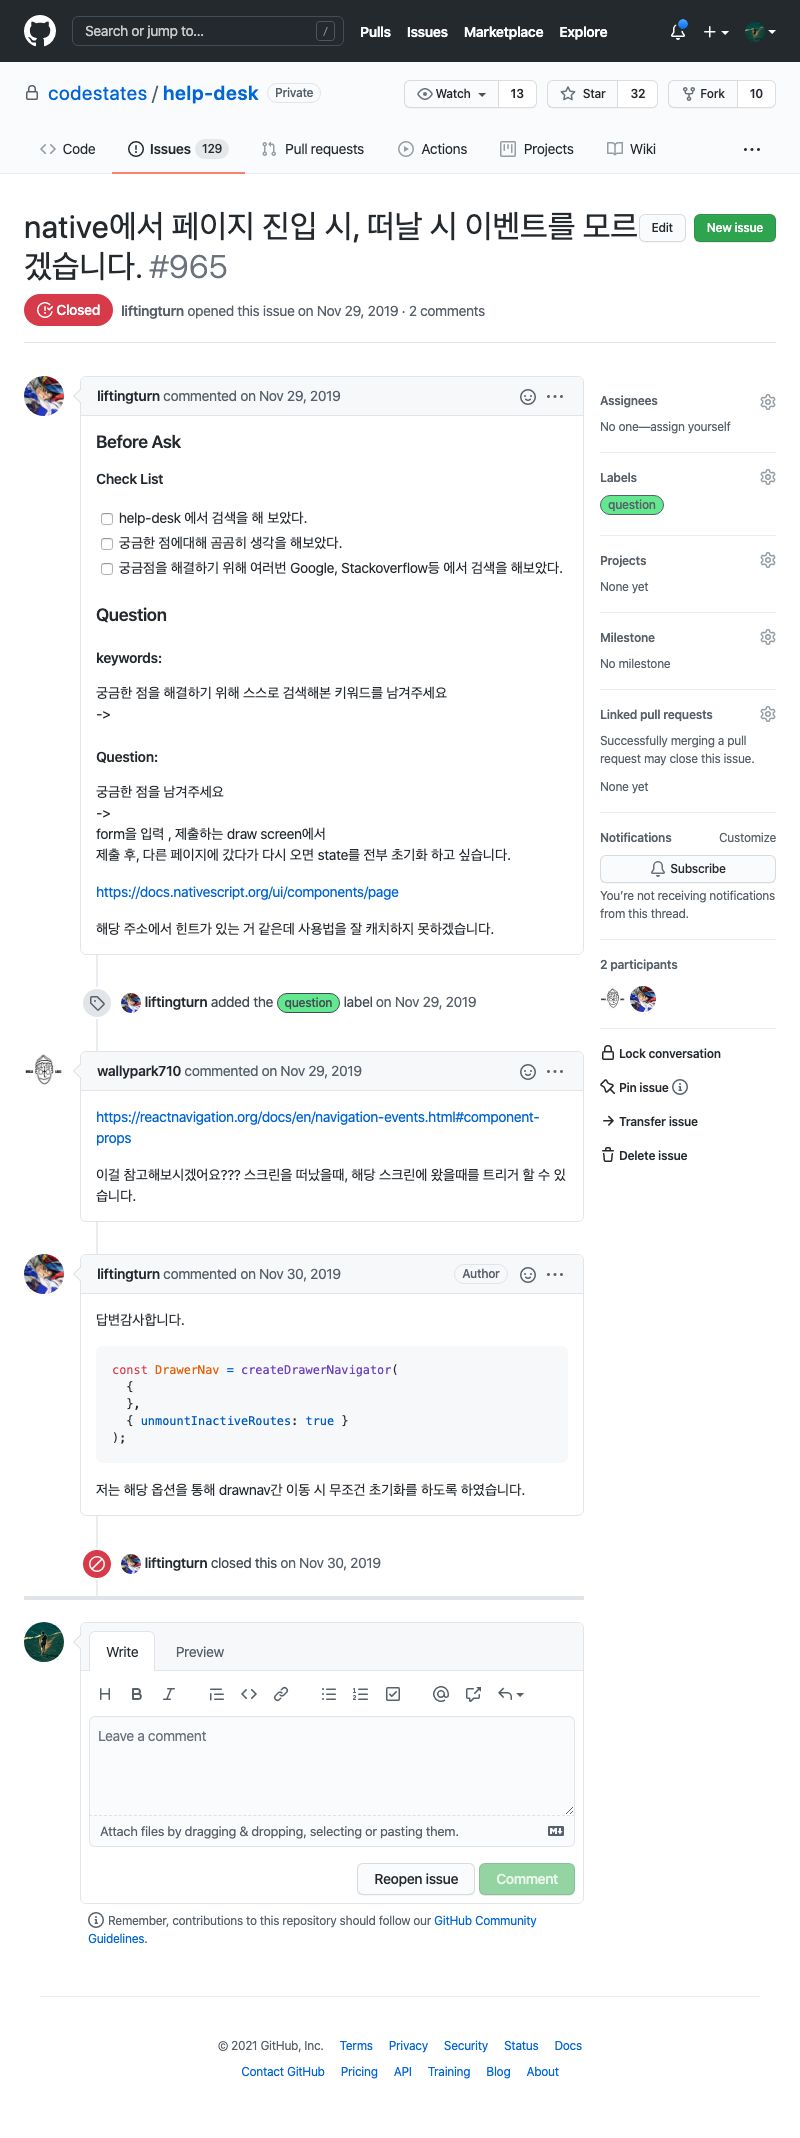 Search or jump to... /
Pulls Issues Marketplace Explore
codestates / help-desk Private
Watch 13 Star 32 Fork 10
Code Issues 129 Pull requests Actions Projects Wiki
native에서 페이지 진입 시, 떠날 시 이벤트를 모르
겠습니다. #965
Edit New issue
Closed liftingturn opened this issue on Nov 29, 2019 · 2 comments
liftingturn commented on Nov 29, 2019
Before Ask
Check List
help-desk 에서 검색을 해 보았다.
궁금한 점에대해 곰곰히 생각을 해보았다.
궁금점을 해결하기 위해 여러번 Google, Stackoverflow등 에서 검색을 해보았다.
Question
keywords:
궁금한 점을 해결하기 위해 스스로 검색해본 키워드를 남겨주세요
->
Question:
궁금한 점을 남겨주세요
->
form을 입력 , 제출하는 draw screen에서
제출 후, 다른 페이지에 갔다가 다시 오면 state를 전부 초기화 하고 싶습니다.
https://docs.nativescript.org/ui/components/page
해당 주소에서 힌트가 있는 거 같은데 사용법을 잘 캐치하지 못하겠습니다.
liftingturn added the question label on Nov 29, 2019
wallypark710 commented on Nov 29, 2019
https://reactnavigation.org/docs/en/navigation-events.html#component-
props
이걸 참고해보시겠어요??? 스크린을 떠났을때, 해당 스크린에 왔을때를 트리거 할 수 있
습니다.
liftingturn commented on Nov 30, 2019 Author
답변감사합니다.
const DrawerNav = createDrawerNavigator(
{
},
{ unmountInactiveRoutes: true }
);
저는 해당 옵션을 통해 drawnav간 이동 시 무조건 초기화를 하도록 하였습니다.
liftingturn closed this on Nov 30, 2019
Assignees
No one—assign yourself
Labels
question
Projects
None yet
Milestone
No milestone
Linked pull requests
Successfully merging a pull
request may close this issue.
None yet
Notifications Customize
Subscribe
You're not receiving notifications
from this thread.
2 participants
Lock conversation
Pin issue
Transfer issue
Delete issue
Write Preview
Leave a comment
Attach files by dragging & dropping, selecting or pasting them.
Reopen issue Comment
Remember, contributions to this repository should follow our GitHub Community
Guidelines.
© 2021 GitHub, Inc. Terms Privacy Security Status Docs
Contact GitHub Pricing API Training Blog About